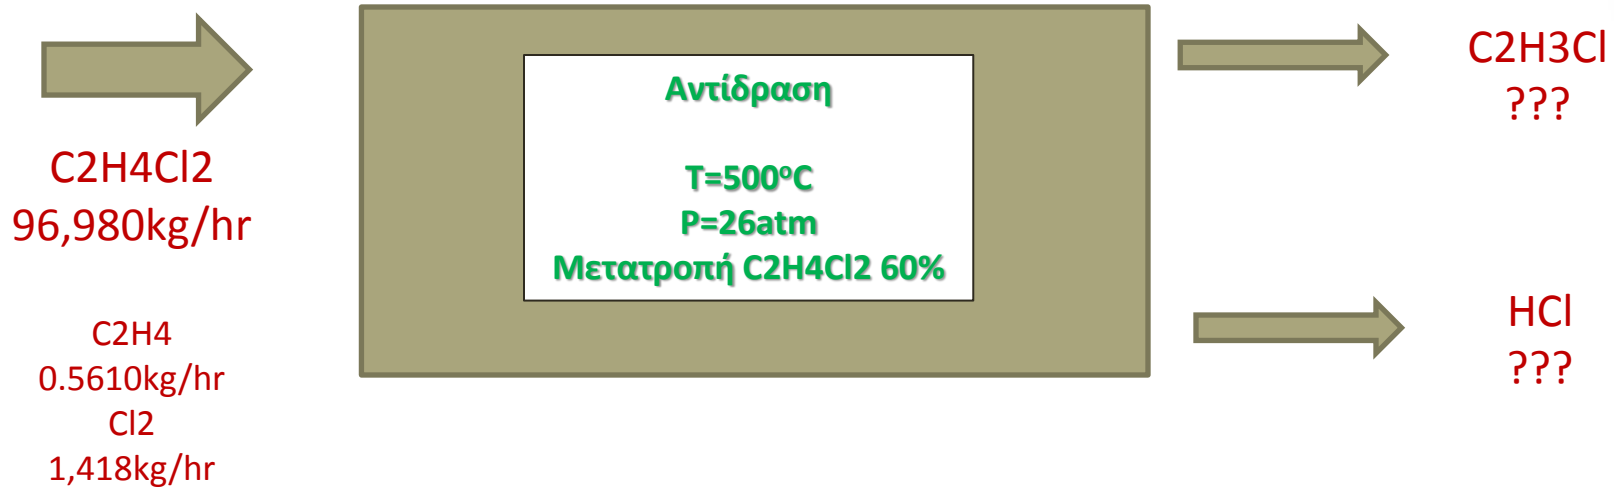 C2H4Cl2
96,980kg/hr
C2H4
0.5610kg/hr
Cl2
1,418kg/hr
Αντίδραση
T=500°C
P=26atm
Μετατροπή C2H4Cl2 60%
C2H3Cl
???
HCl
???